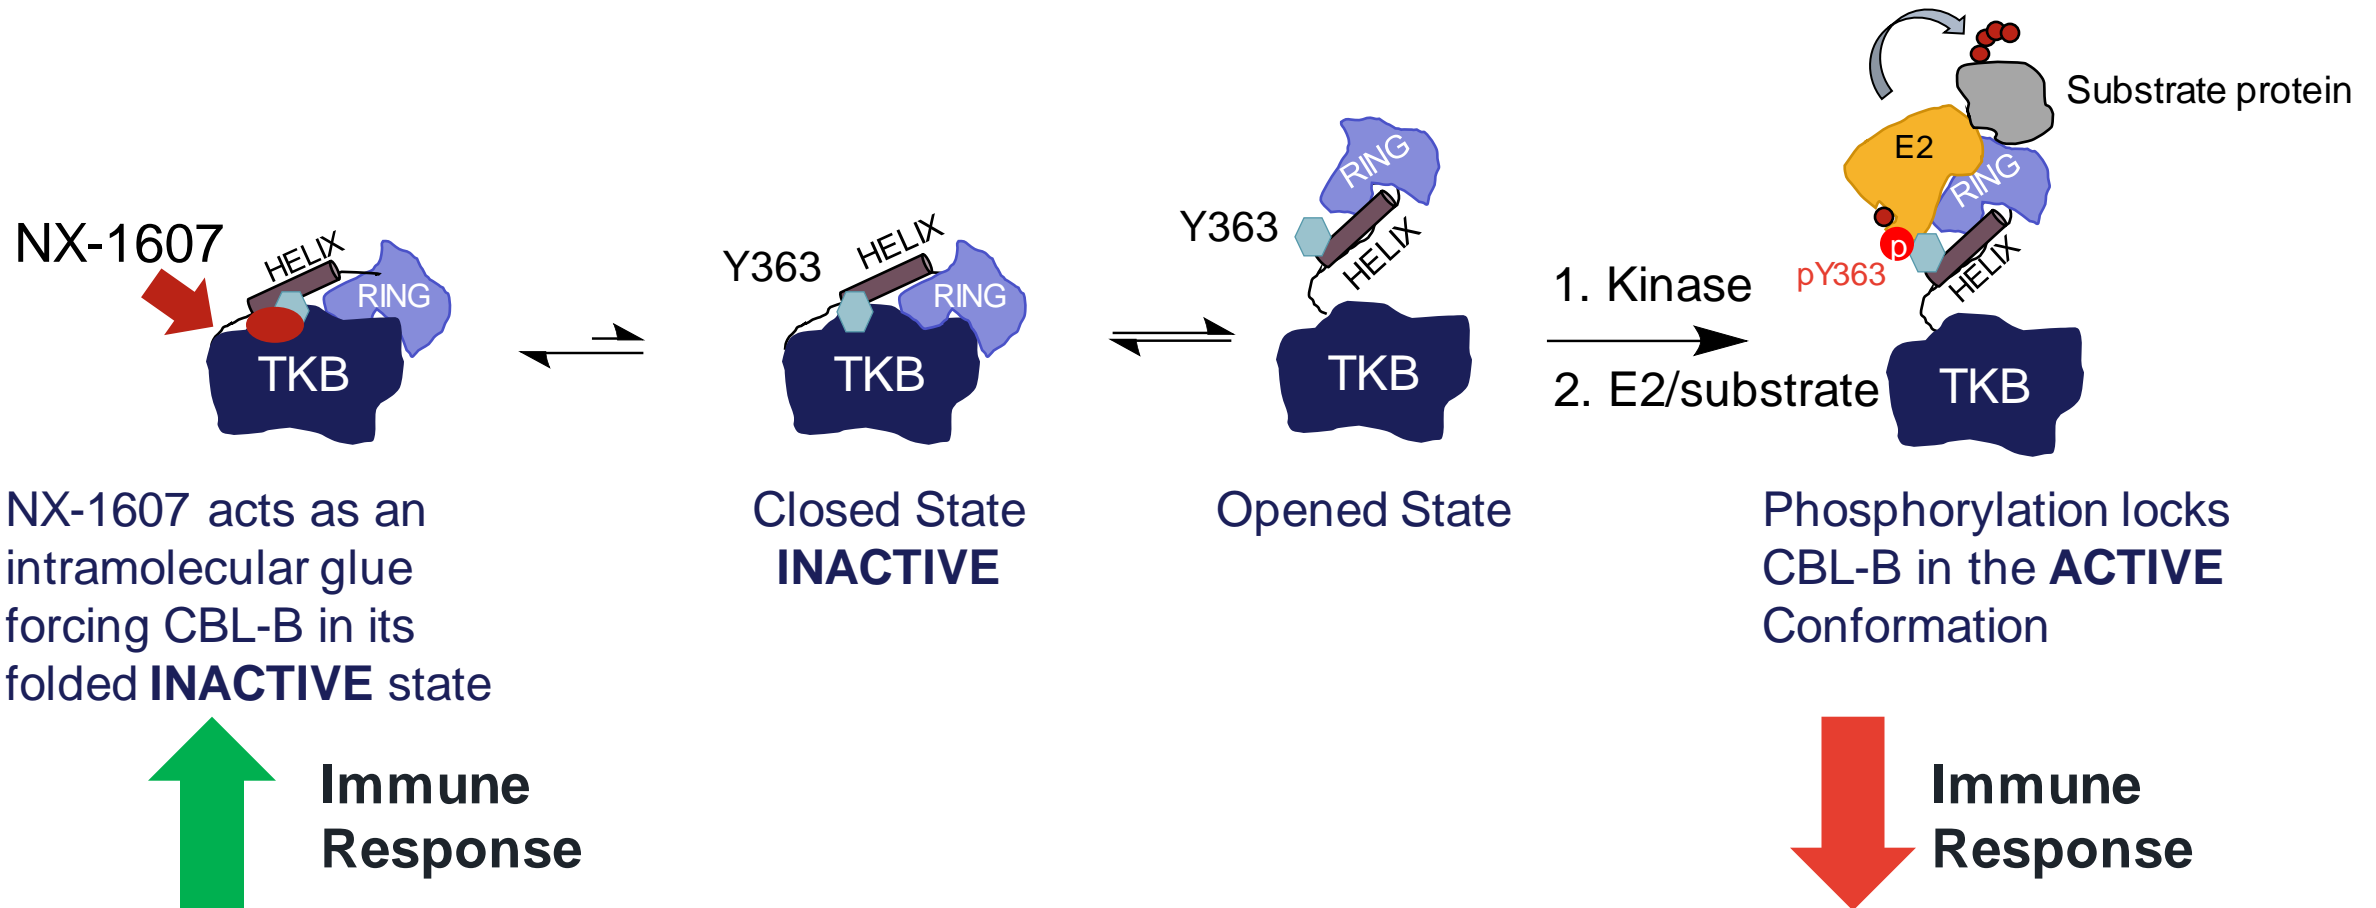 NX-1607
HELIX
RING
TKB
Y363
HELIX
RING
TKB
Y363
RING
HELIX
TKB
1. Kinase
2. E2/substrate
Substrate protein
E2
RING
p
pY363
HELIX
TKB
NX-1607 acts as an
intramolecular glue
forcing CBL-B in its
folded INACTIVE state
Closed State
INACTIVE
Opened State
Phosphorylation locks
CBL-B in the ACTIVE
Conformation
Immune
Response
Immune
Response